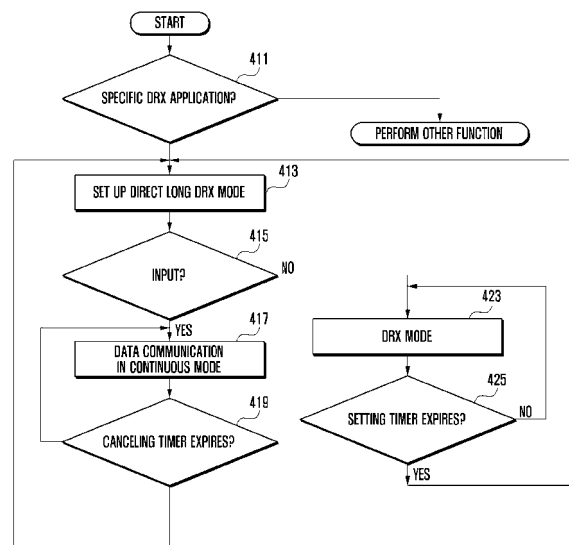 START
411
SPECIFIC DRX APPLICATION?
PERFORM OTHER FUNCTION
413
SET UP DIRECT LONG DRX MODE
415
INPUT?
NO
YES
417
DATA COMMUNICATION
IN CONTINUOUS MODE
419
CANCELING TIMER EXPIRES?
423
DRX MODE
425
SETTING TIMER EXPIRES?
NO
YES